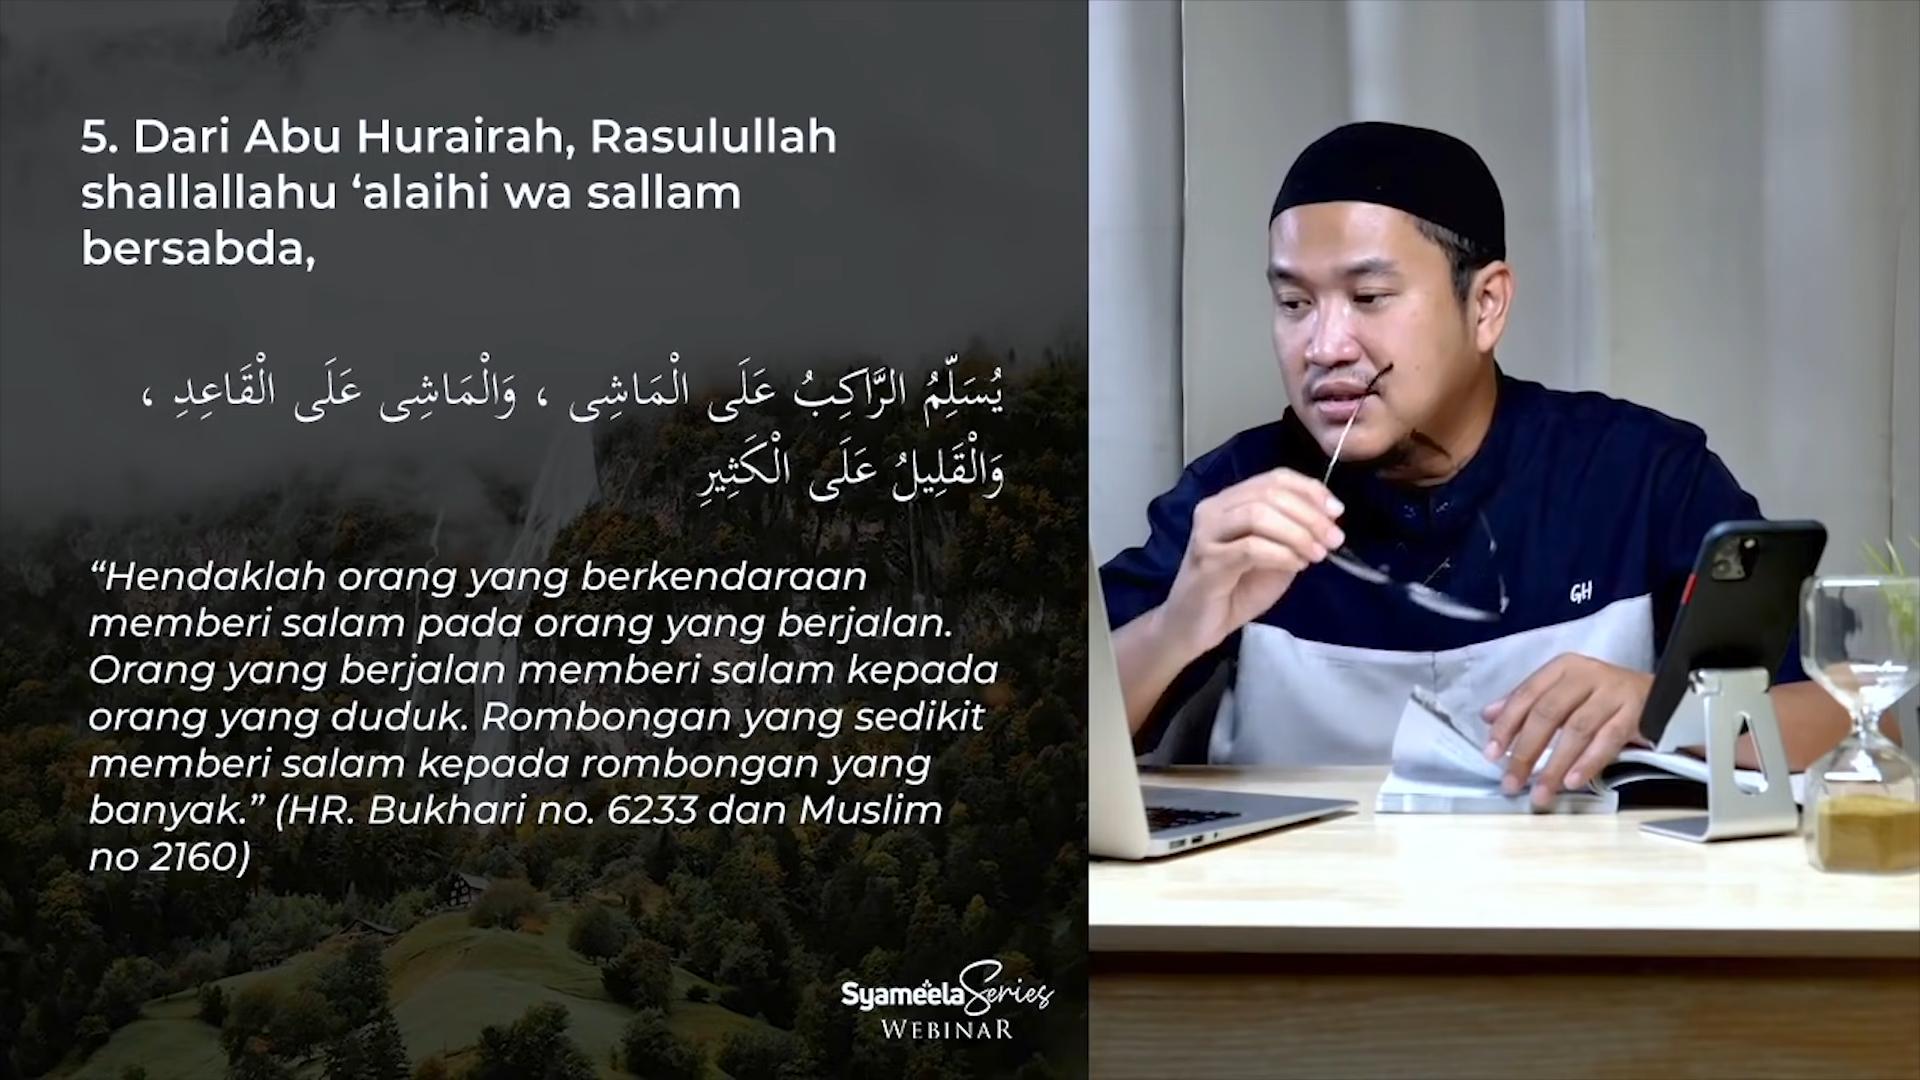 5. Dari Abu Hurairah, Rasulullah
shallallahu ‘alaihi wa sallam
bersabda,
يُسَلِّمُ الرَّاكِبُ عَلَى الْمَاشِى ، وَالْمَاشِى عَلَى الْقَاعِدِ ،
وَالْقَلِيلُ عَلَى الْكَثِيرِ
“Hendaklah orang yang berkendaraan
memberi salam pada orang yang berjalan.
Orang yang berjalan memberi salam kepada
orang yang duduk. Rombongan yang sedikit
memberi salam kepada rombongan yang
banyak.” (HR. Bukhari no. 6233 dan Muslim
no 2160)
Syameela Series
WEBINAR
GH